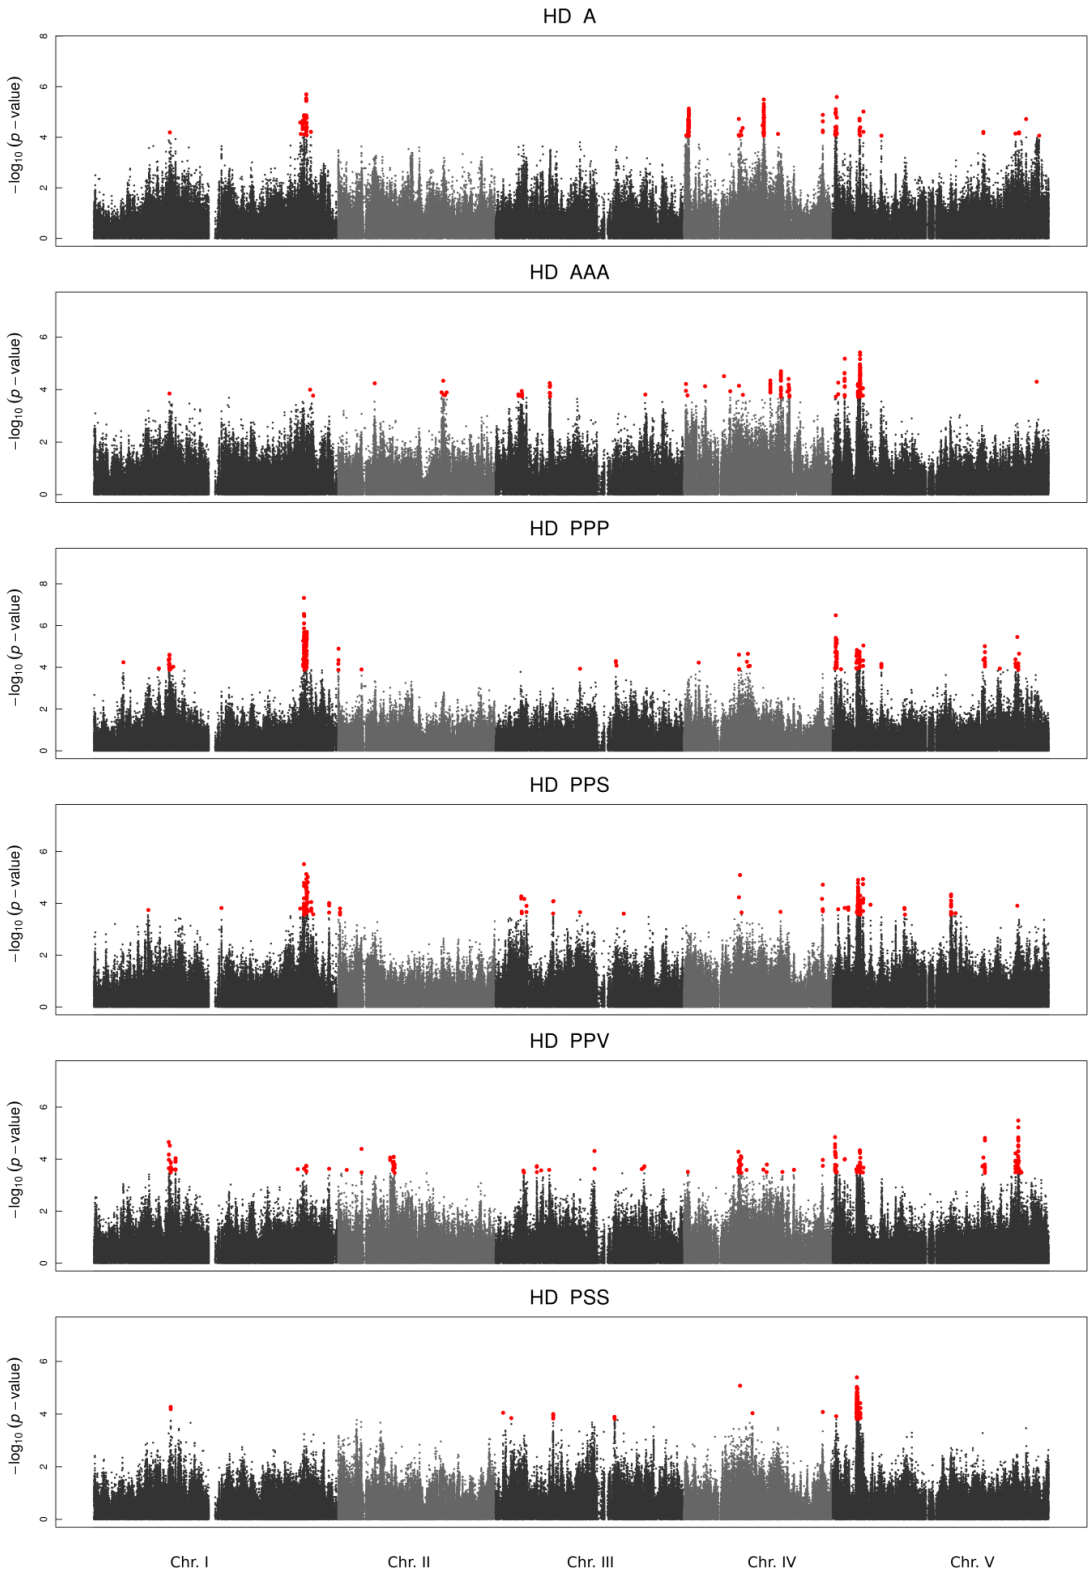 HD A
−log10 (p − value)
0 2 4 6 8
HD AAA
−log10 (p − value)
0 2 4 6
HD PPP
−log10 (p − value)
0 2 4 6 8
HD PPS
−log10 (p − value)
0 2 4 6
HD PPV
−log10 (p − value)
0 2 4 6
HD PSS
−log10 (p − value)
0 2 4 6
Chr. I Chr. II Chr. III Chr. IV Chr. V